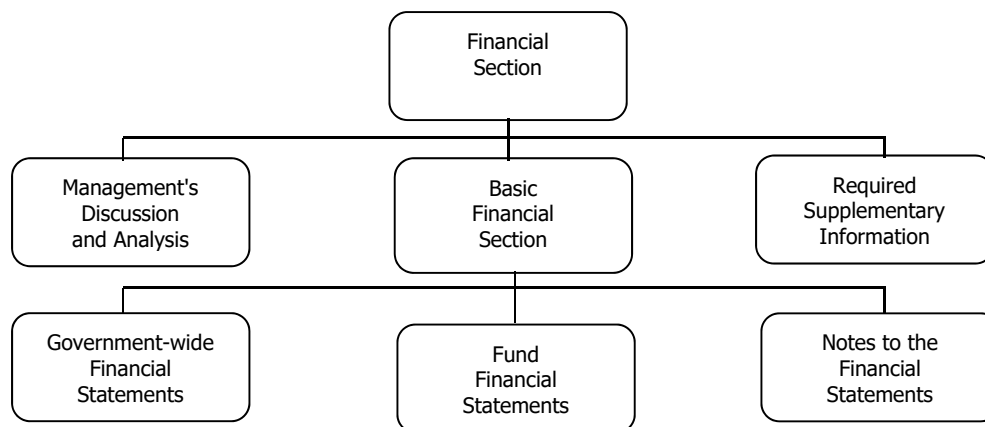 Financial
Section
Management's
Discussion
and Analysis
Basic
Financial
Section
Required
Supplementary
Information
Government-wide
Financial
Statements
Fund
Financial
Statements
Notes to the
Financial
Statements